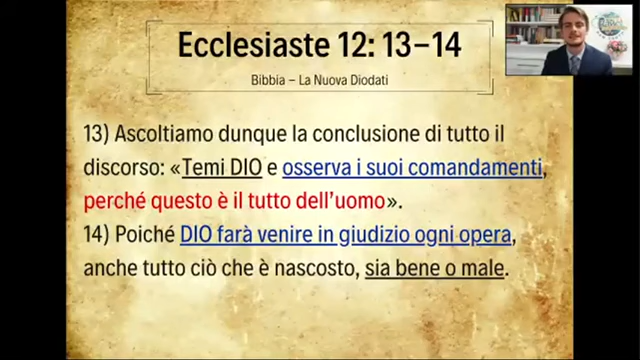 Ecclesiaste 12: 13–14
Bibbia – La Nuova Diodati
13) Ascoltiamo dunque la conclusione di tutto il
discorso: «Temi DIO e osserva i suoi comandamenti,
perché questo è il tutto dell’uomo».
14) Poiché DIO farà venire in giudizio ogni opera,
anche tutto ciò che è nascosto, sia bene o male.